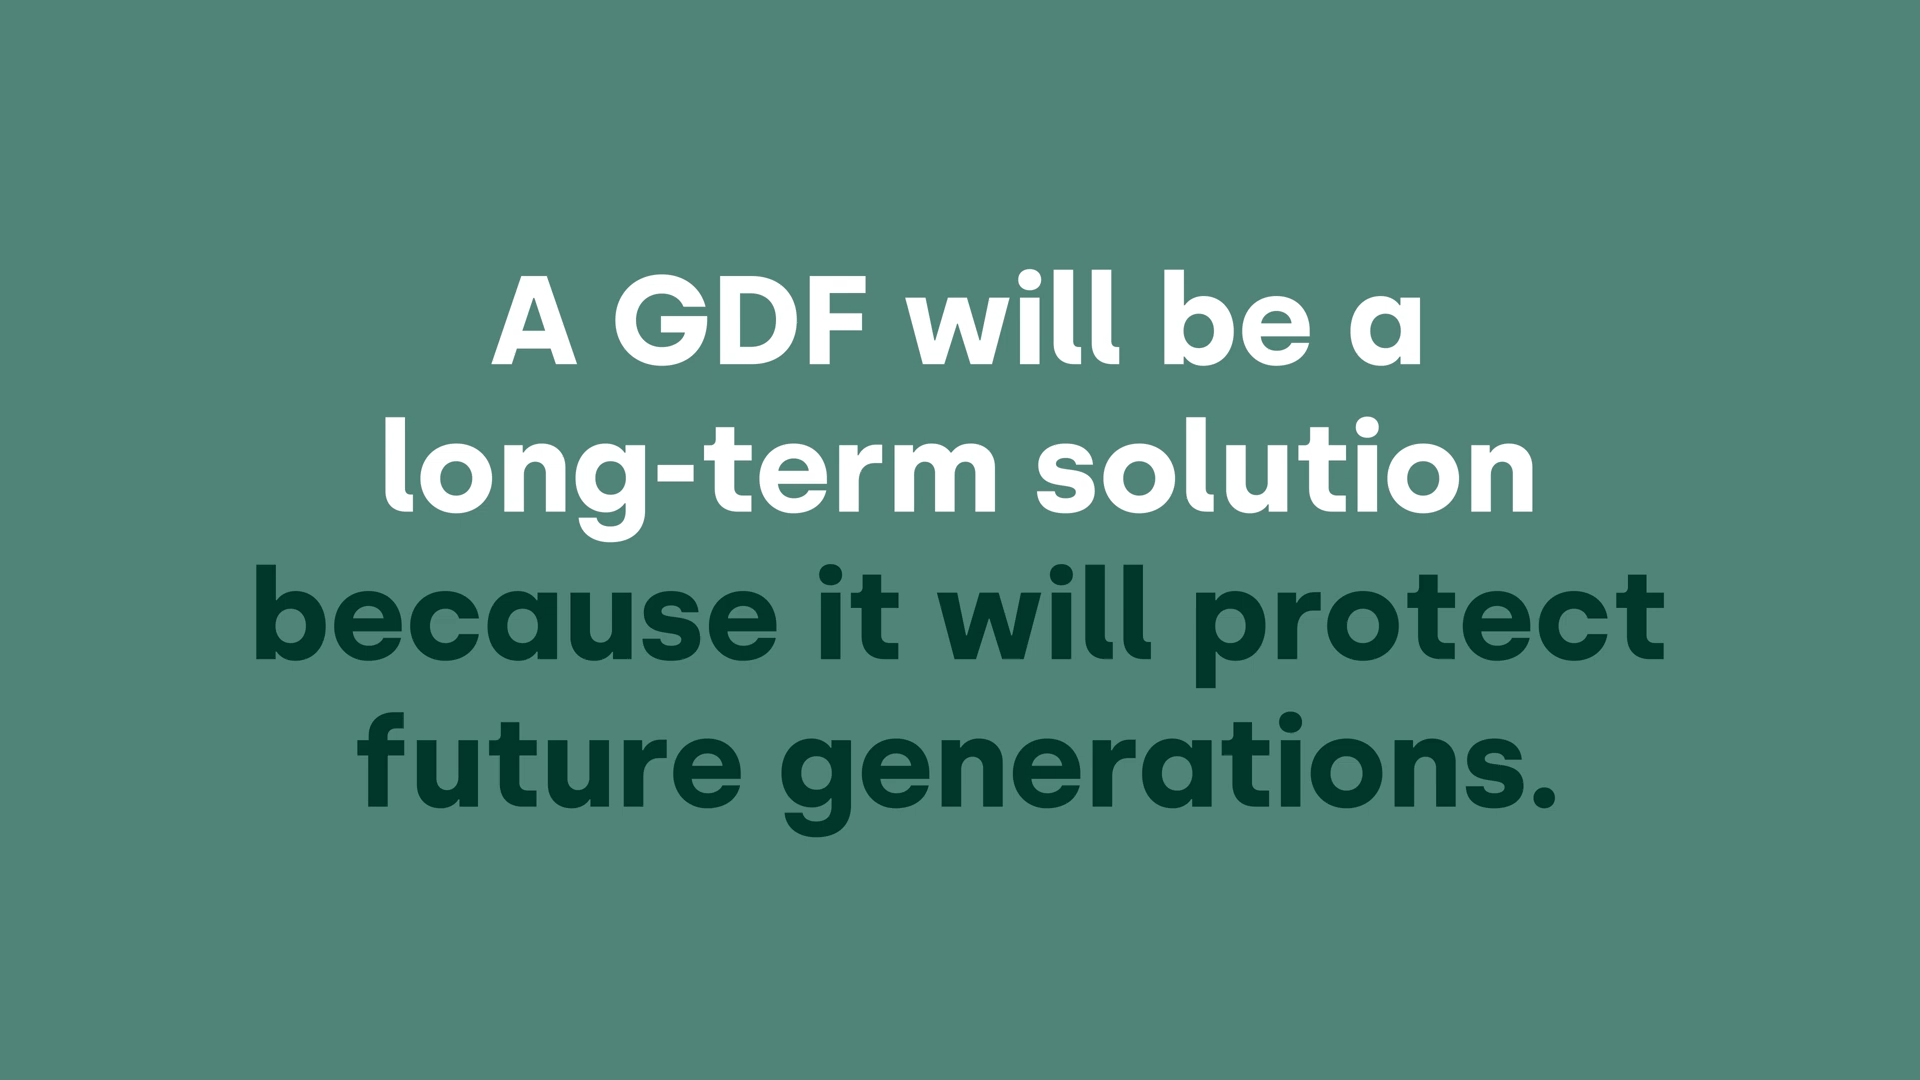 A GDF will be a
long-term solution
because it will protect
future generations.